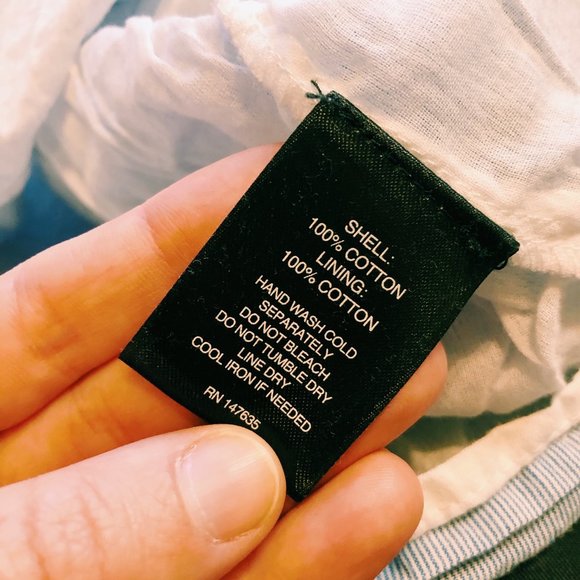 SHELL:
100% COTTON
LINING:
100% COTTON
HAND WASH COLD
SEPARATELY
DO NOT BLEACH
DO NOT TUMBLE DRY
LINE DRY
COOL IRON IF NEEDED
RN 147635